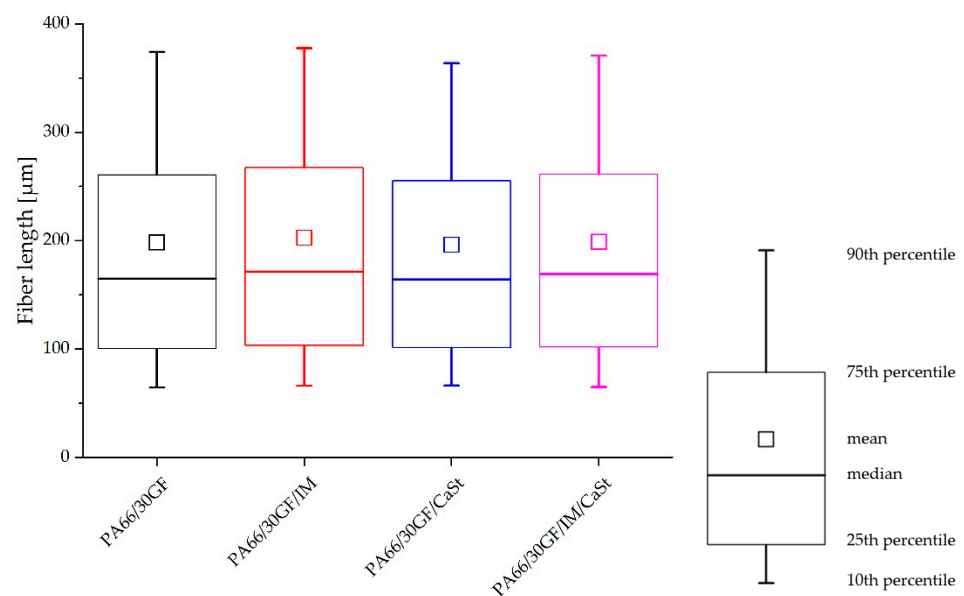 400
300
200
100
0
Fiber length [µm]
PA66/30GF
PA66/30GF/IM
PA66/30GF/CaSt
PA66/30GF/IM/CaSt
90th percentile
75th percentile
mean
median
25th percentile
10th percentile